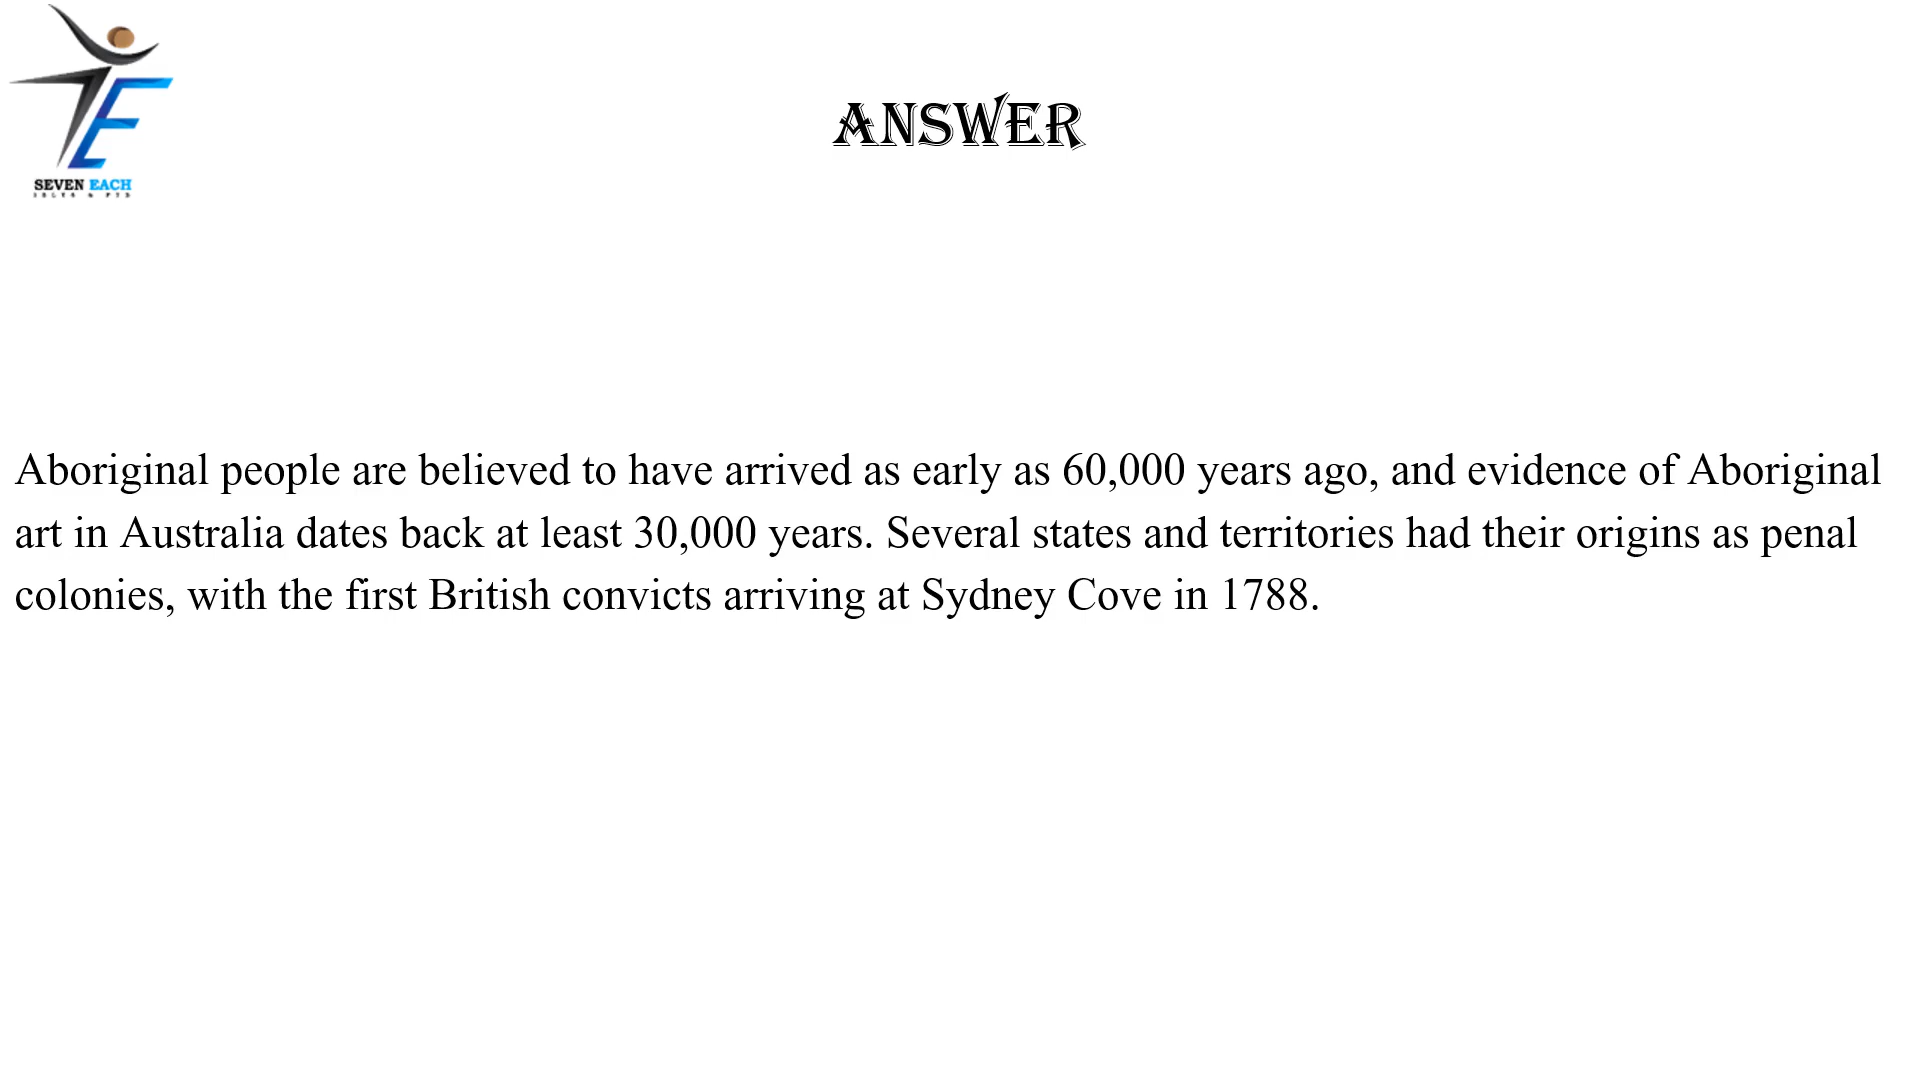 SEVEN EACH
IELTS & PTE
ANSWER
Aboriginal people are believed to have arrived as early as 60,000 years ago, and evidence of Aboriginal
art in Australia dates back at least 30,000 years. Several states and territories had their origins as penal
colonies, with the first British convicts arriving at Sydney Cove in 1788.